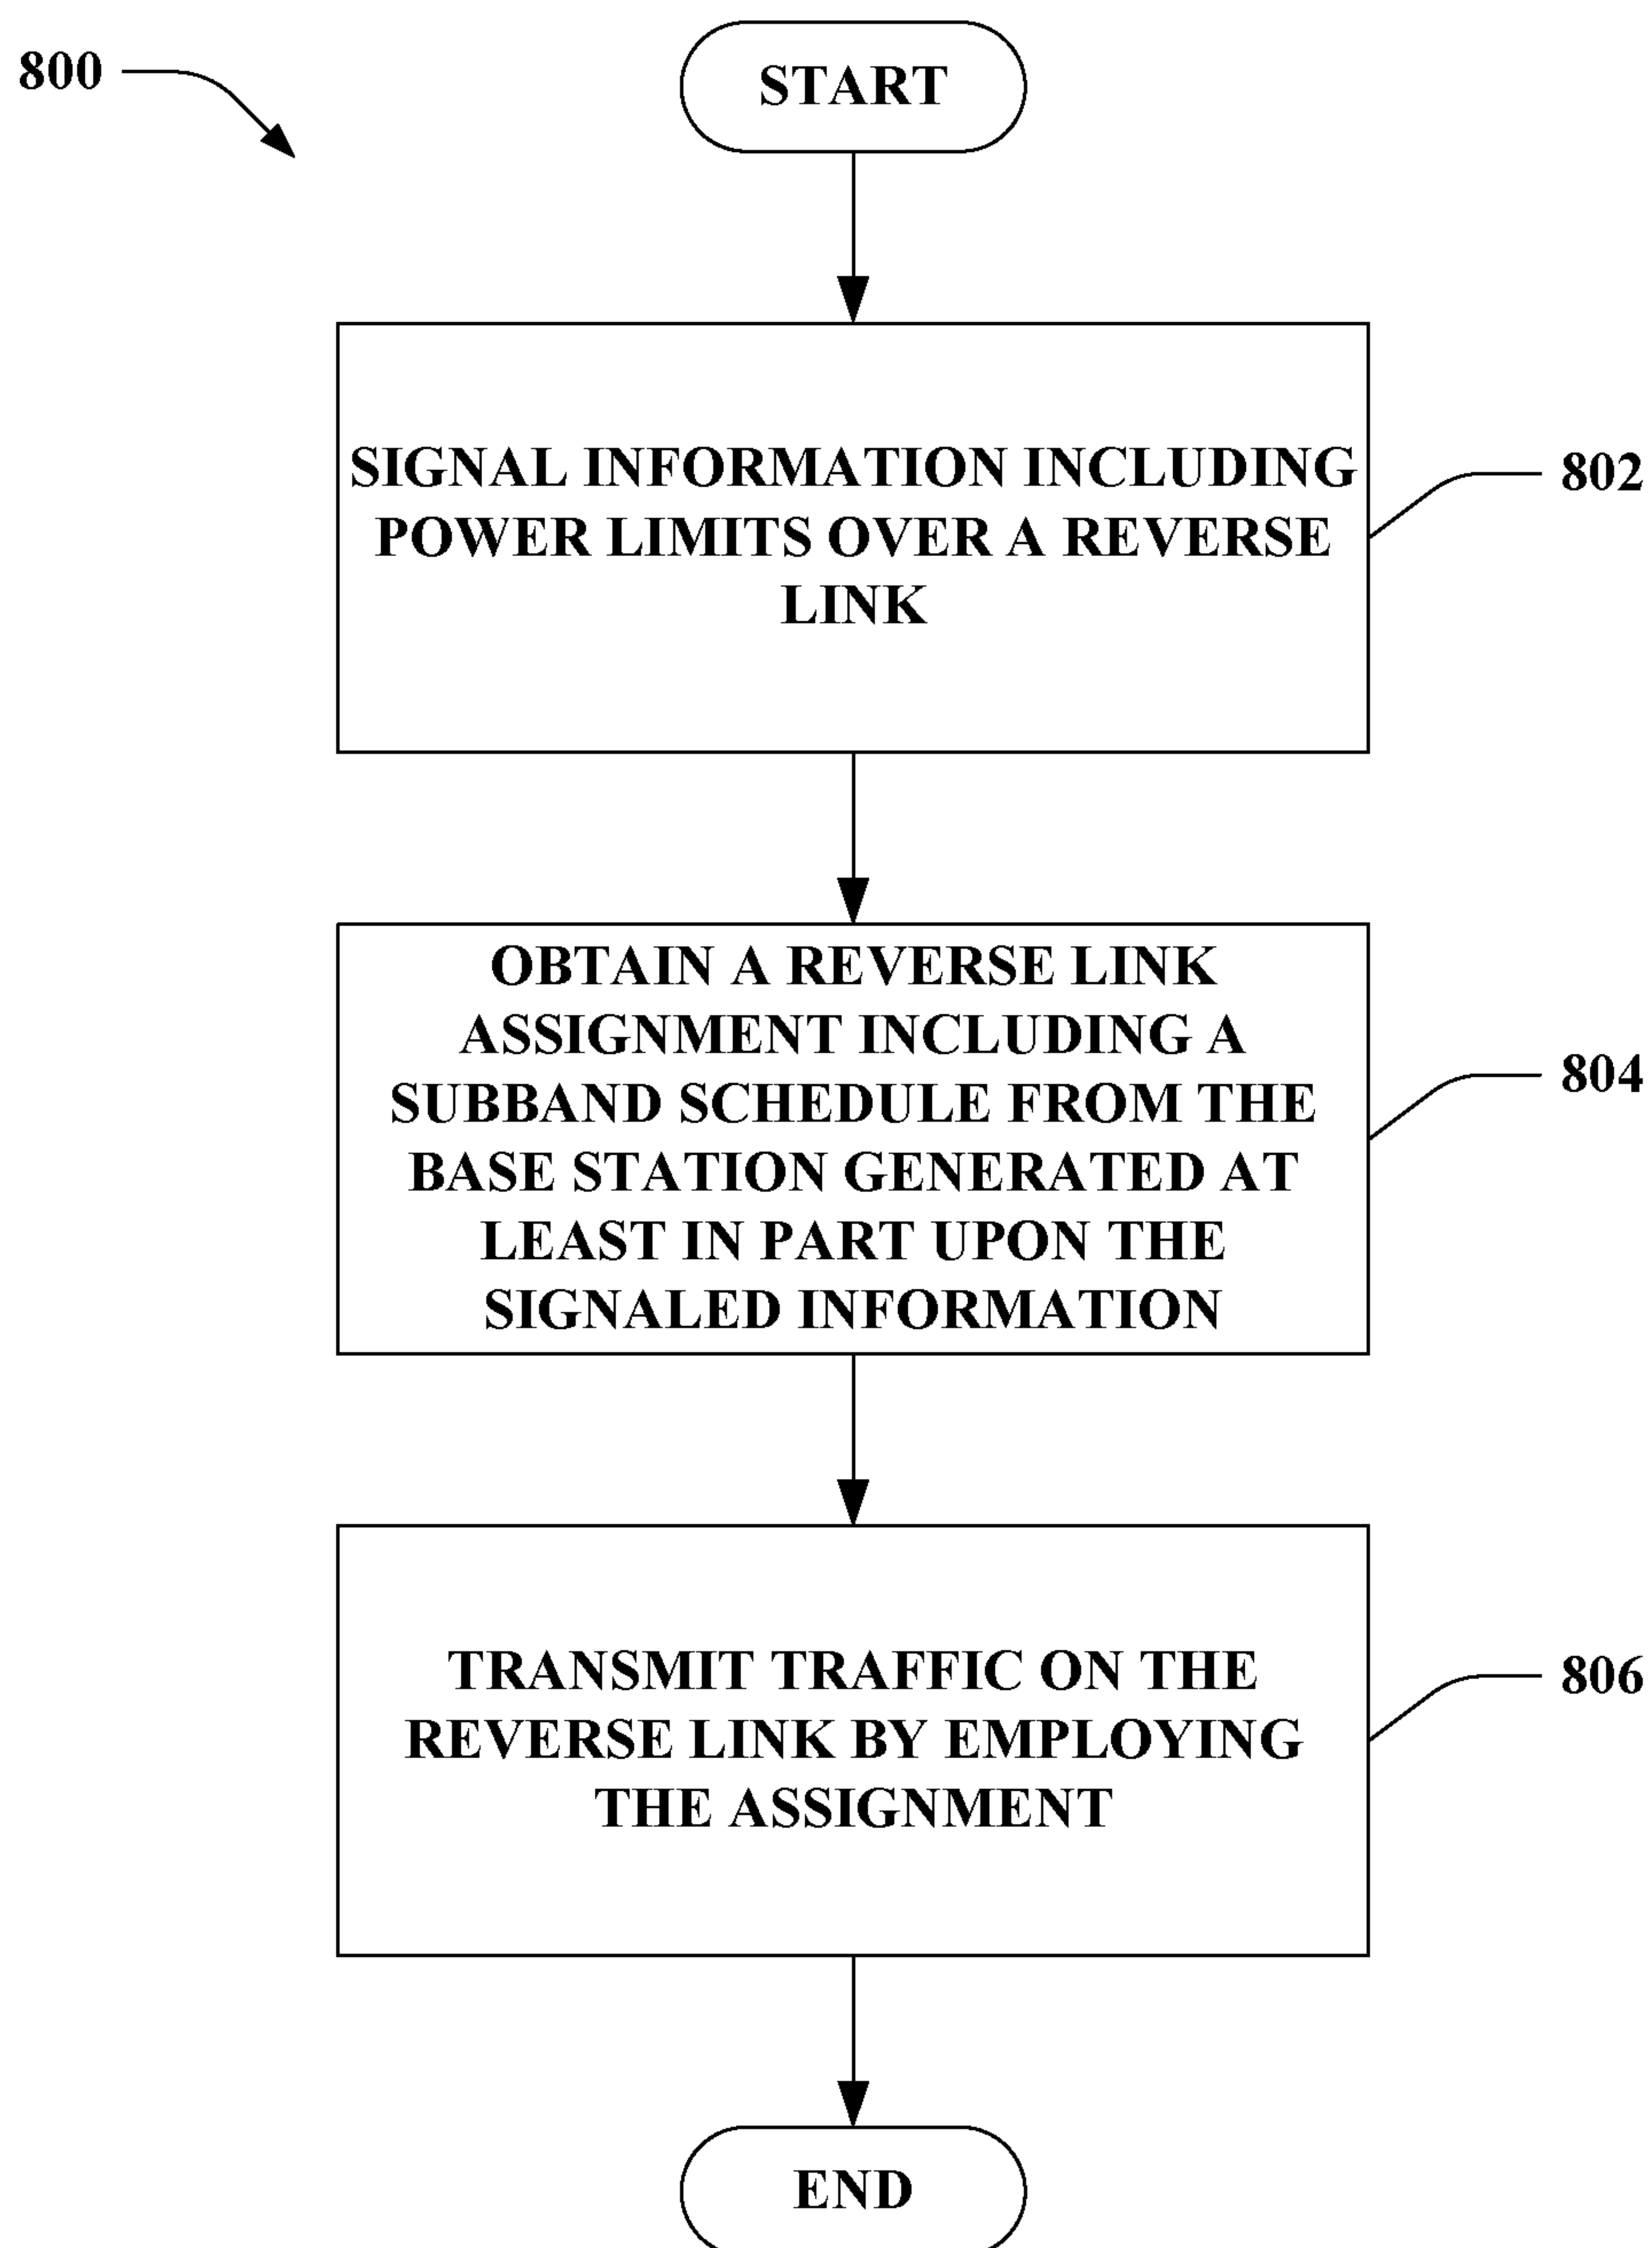 800
START
SIGNAL INFORMATION INCLUDING
POWER LIMITS OVER A REVERSE
LINK
802
OBTAIN A REVERSE LINK
ASSIGNMENT INCLUDING A
SUBBAND SCHEDULE FROM THE
BASE STATION GENERATED AT
LEAST IN PART UPON THE
SIGNALED INFORMATION
804
TRANSMIT TRAFFIC ON THE
REVERSE LINK BY EMPLOYING
THE ASSIGNMENT
806
END